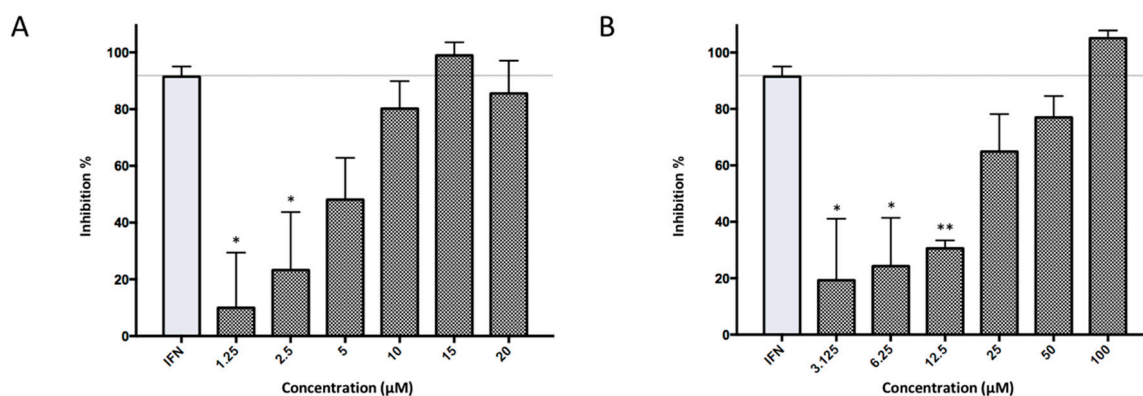 A
Inhibition %
100
80
60
40
20
0
* *
IFN 1.25 2.5 5 10 15 20
Concentration (µM)
B
Inhibition %
100
80
60
40
20
0
* * **
IFN 3.125 6.25 12.5 25 50 100
Concentration (µM)